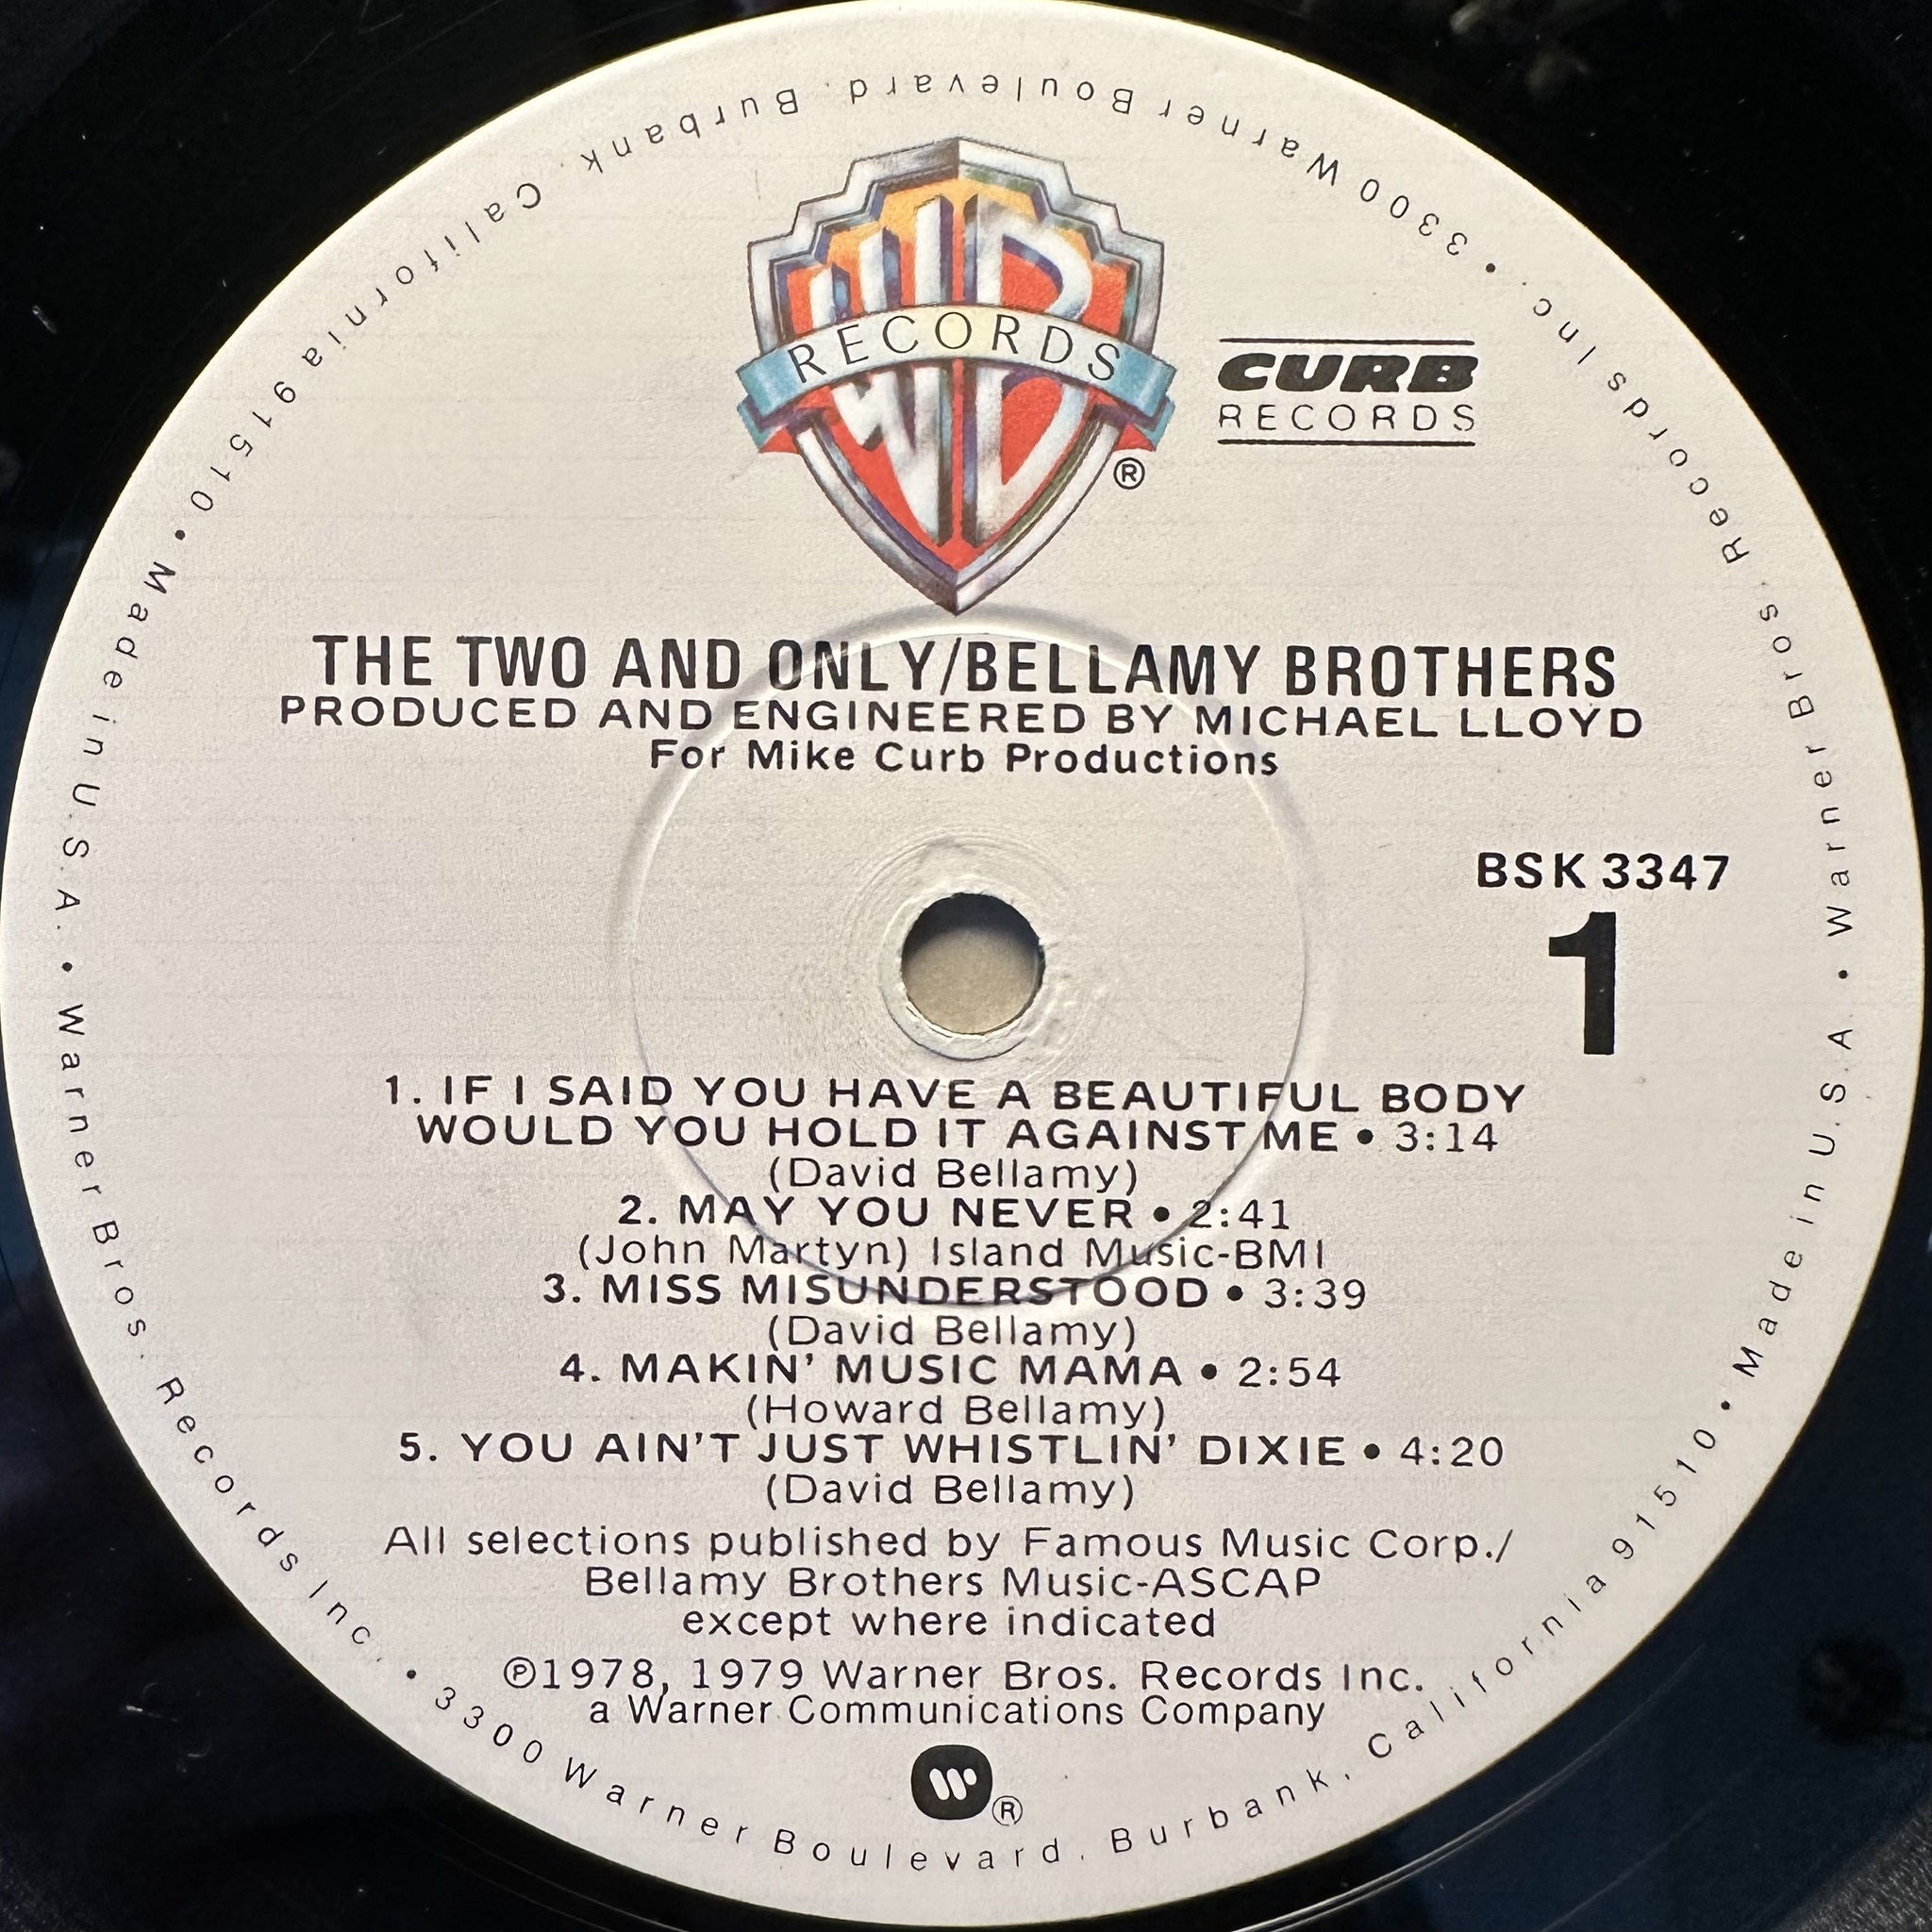 WB
RECORDS
®
CURB
RECORDS
THE TWO AND ONLY/BELLAMY BROTHERS
PRODUCED AND ENGINEERED BY MICHAEL LLOYD
For Mike Curb Productions
BSK 3347
1
1. IF I SAID YOU HAVE A BEAUTIFUL BODY
WOULD YOU HOLD IT AGAINST ME • 3:14
(David Bellamy)
2. MAY YOU NEVER • 2:41
(John Martyn) Island Music-BMI
3. MISS MISUNDERSTOOD • 3:39
(David Bellamy)
4. MAKIN' MUSIC MAMA • 2:54
(Howard Bellamy)
5. YOU AIN'T JUST WHISTLIN' DIXIE • 4:20
(David Bellamy)
All selections published by Famous Music Corp./
Bellamy Brothers Music-ASCAP
except where indicated
℗1978, 1979 Warner Bros. Records Inc.
a Warner Communications Company
W ®
Warner Bros. Records Inc. • 3300 Warner Boulevard, Burbank, California 91510 • Made in U.S.A. • Warner Bros. Records Inc. • 3300 Warner Boulevard, Burbank, California 91510 • Made in U.S.A. •